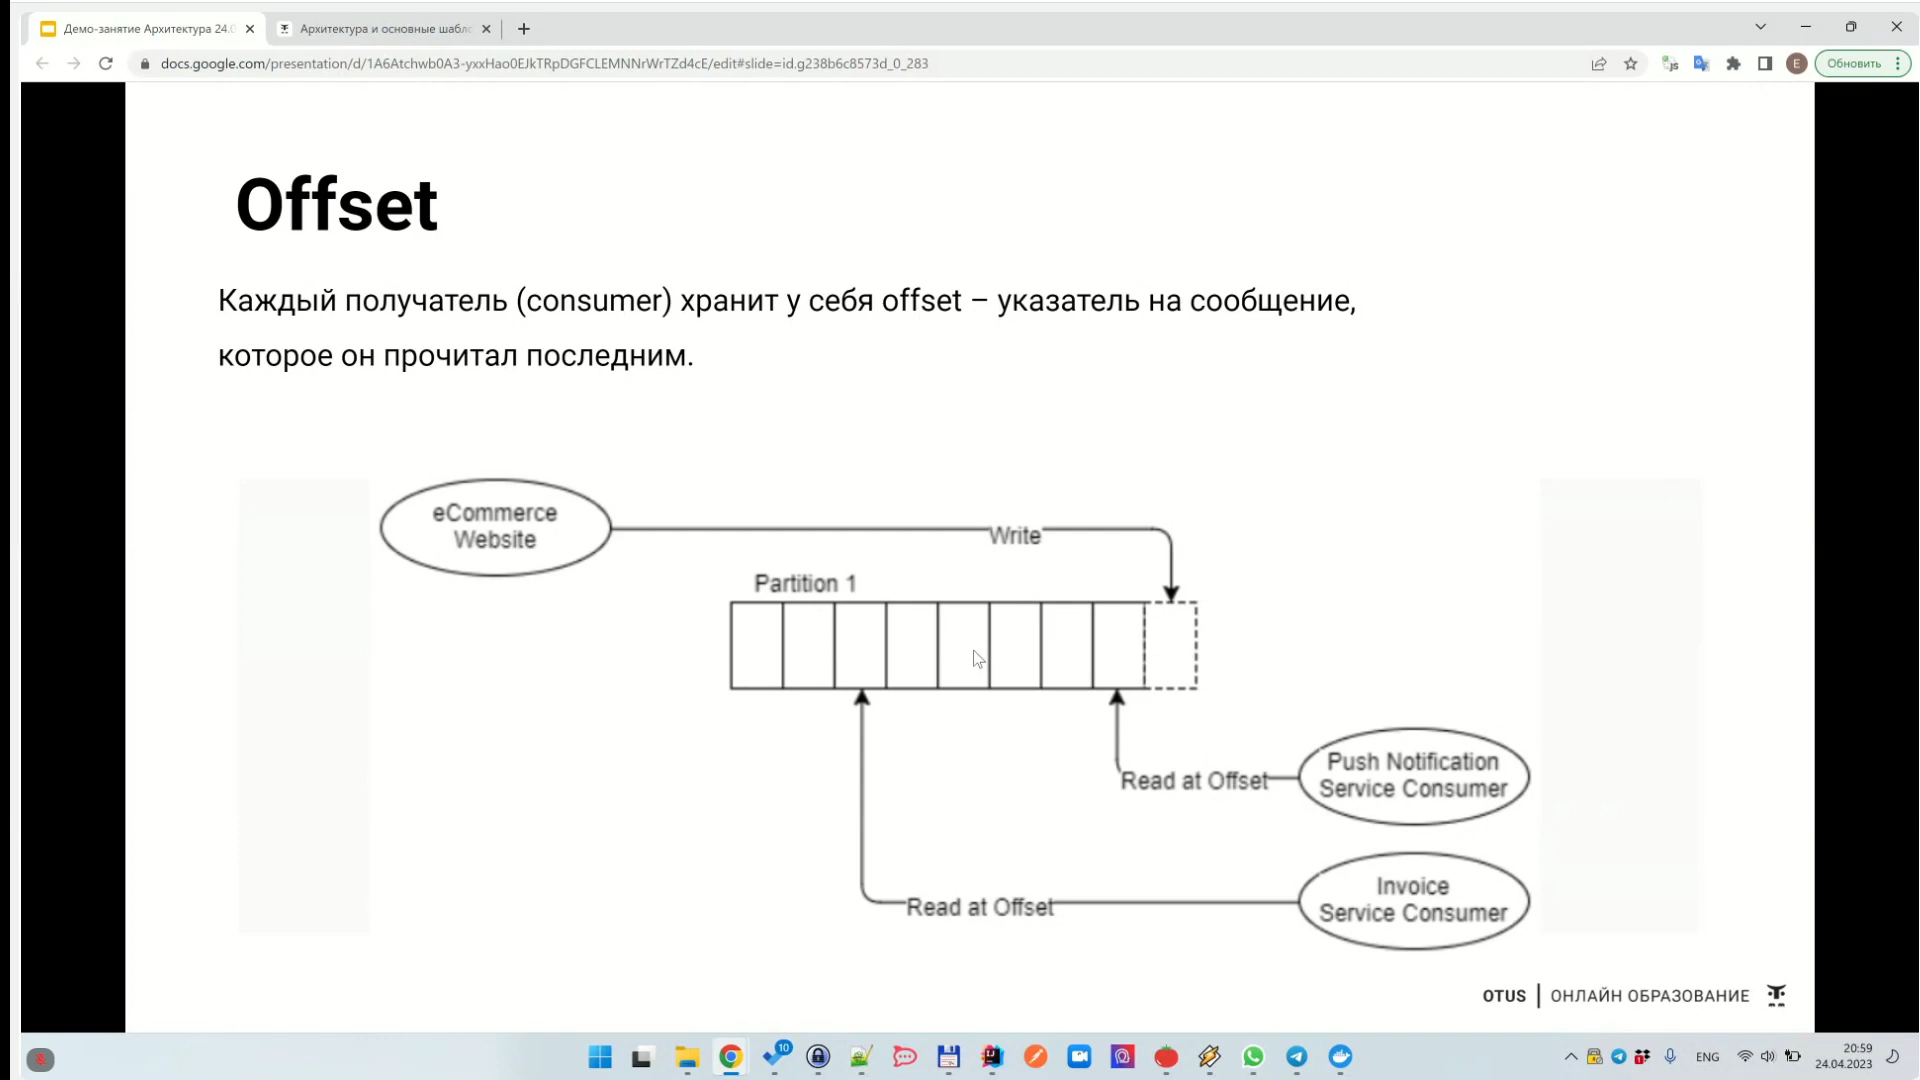 Демо-занятие Архитектура 24.0
Архитектура и основные шабло
docs.google.com/presentation/d/1A6Atchwb0A3-yxxHao0EJkTRpDGFCLEMNNrWrTZd4cE/edit#slide=id.g238b6c8573d_0_283
js
E
Обновить
Offset
Каждый получатель (consumer) хранит у себя offset – указатель на сообщение,
которое он прочитал последним.
eCommerce
Website
Write
Partition 1
Push Notification
Service Consumer
Read at Offset
Invoice
Service Consumer
Read at Offset
OTUS | ОНЛАЙН ОБРАЗОВАНИЕ
10
ENG
20:59
24.04.2023